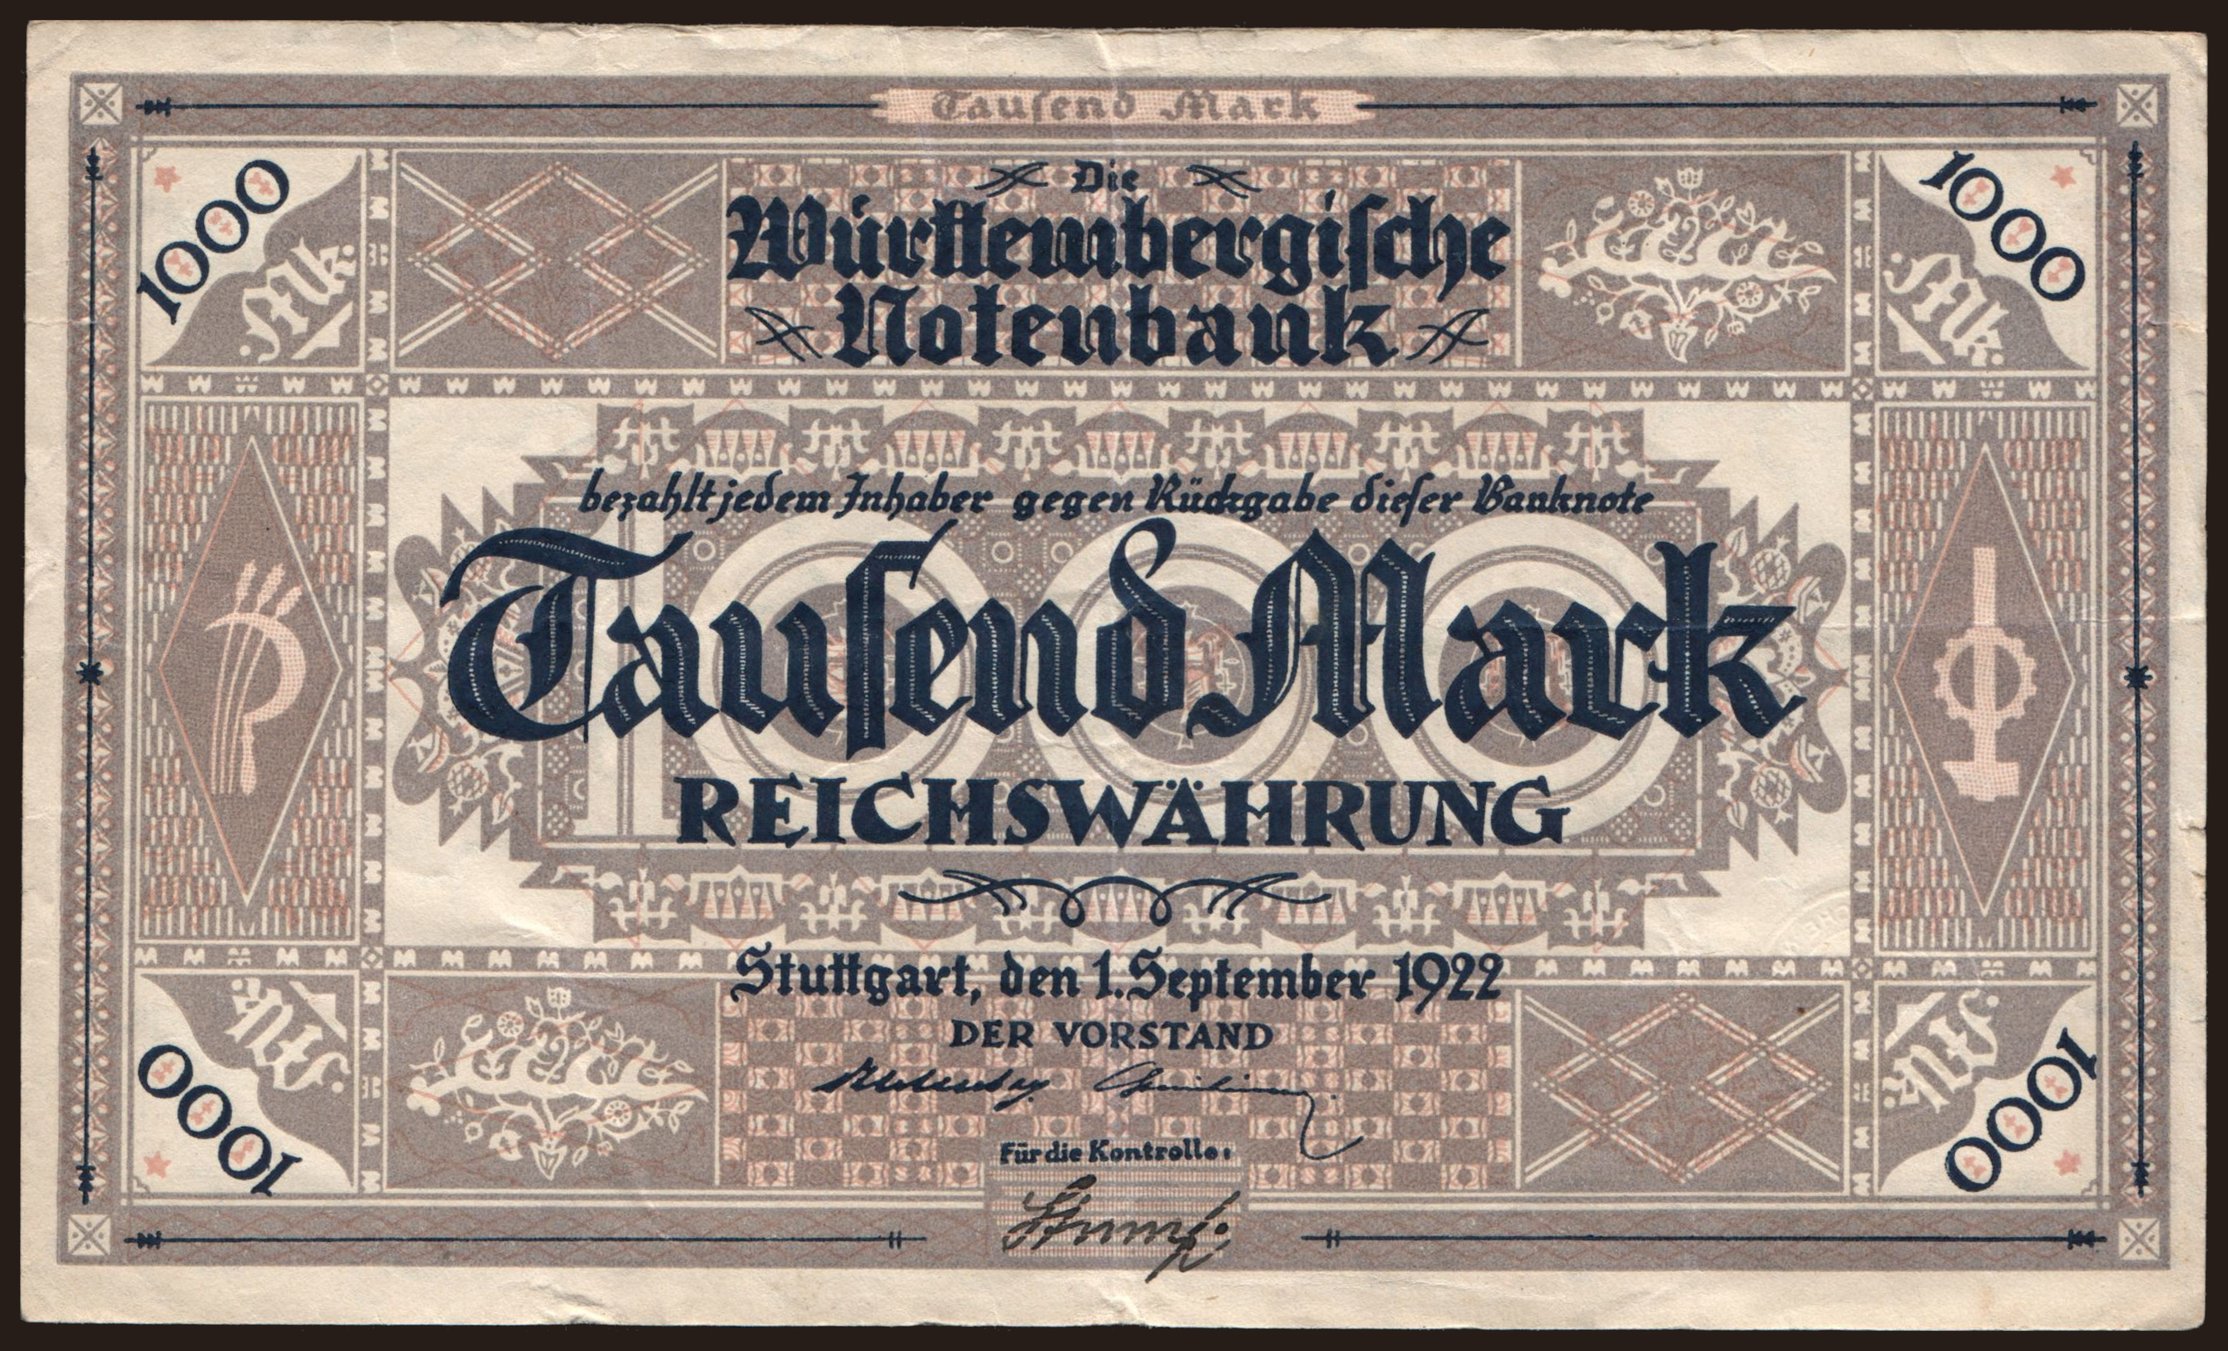 Tausend Mark
1000 Mk.
1000 Mk.
Die
Württembergische
Notenbank
bezahlt jedem Inhaber gegen Rückgabe dieser Banknote
1000
Tausend Mark
REICHSWÄHRUNG
Stuttgart, den 1. September 1922
DER VORSTAND
Für die Kontrolle:
Mk. 1000
Mk. 1000